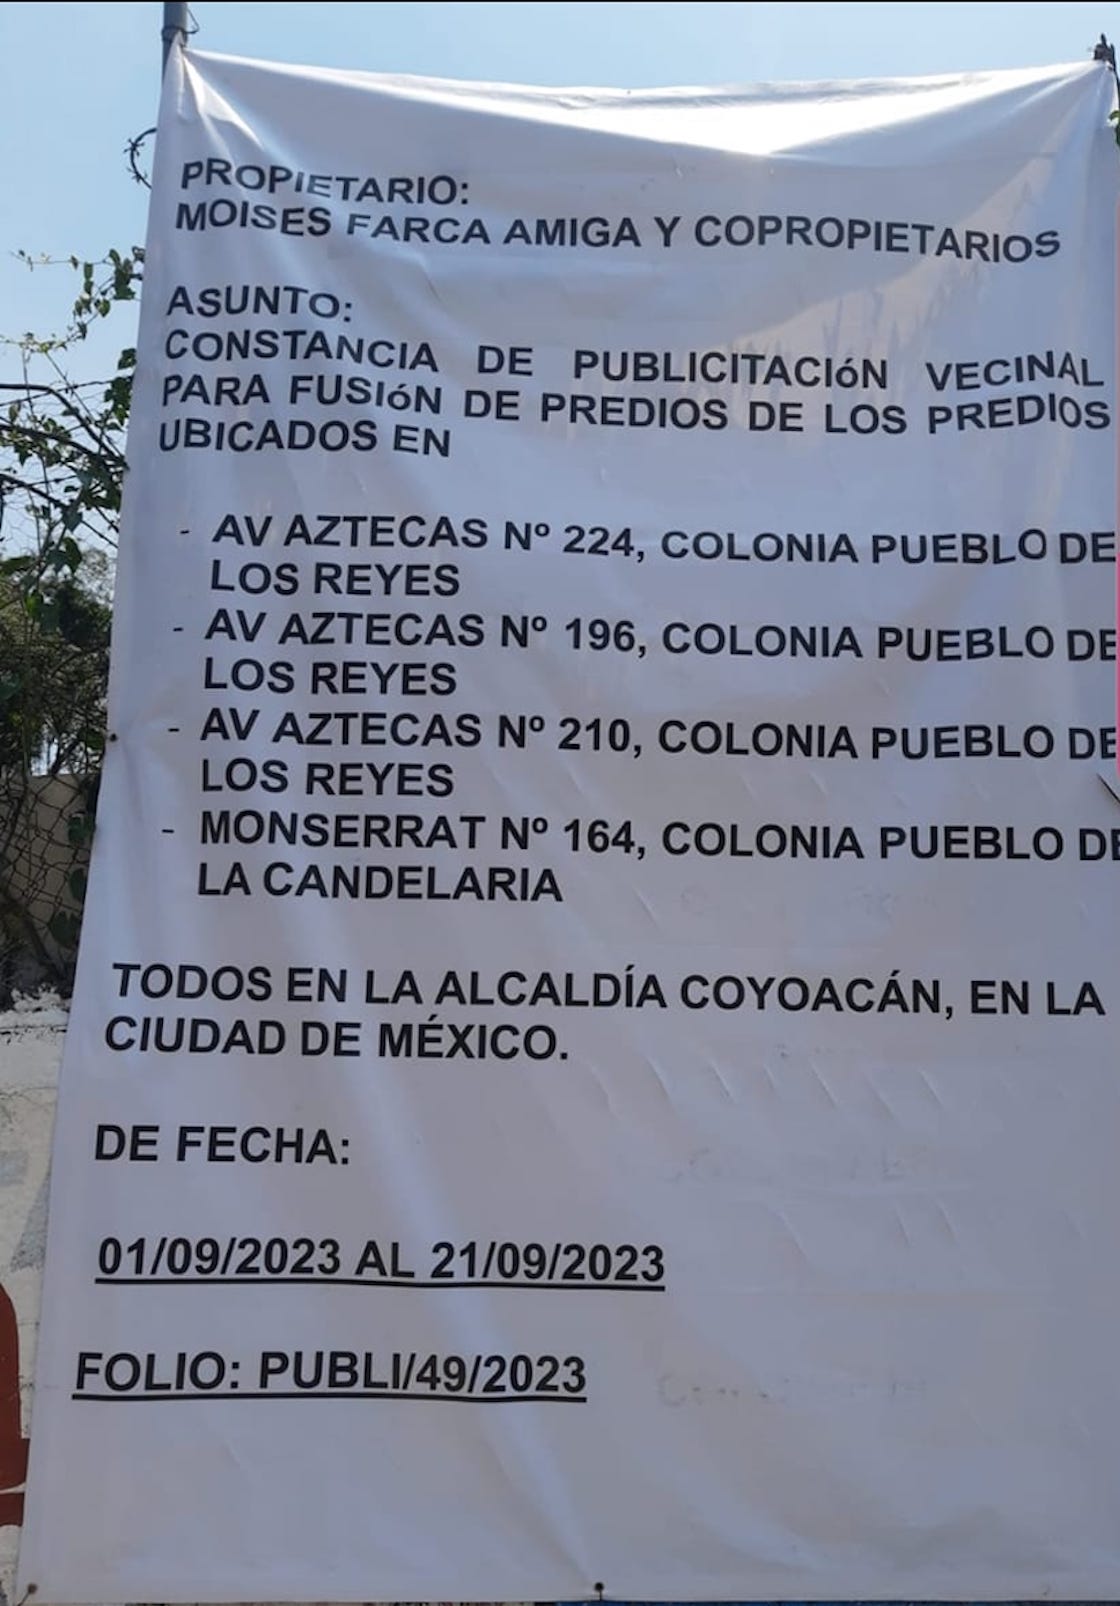 PROPIETARIO:
MOISES FARCA AMIGA Y COPROPIETARIOS
ASUNTO:
CONSTANCIA DE PUBLICITACIóN VECINAL
PARA FUSIóN DE PREDIOS DE LOS PREDIOS
UBICADOS EN
- AV AZTECAS Nº 224, COLONIA PUEBLO DE
LOS REYES
- AV AZTECAS Nº 196, COLONIA PUEBLO DE
LOS REYES
- AV AZTECAS Nº 210, COLONIA PUEBLO DE
LOS REYES
- MONSERRAT Nº 164, COLONIA PUEBLO DE
LA CANDELARIA
TODOS EN LA ALCALDÍA COYOACÁN, EN LA
CIUDAD DE MÉXICO.
DE FECHA:
01/09/2023 AL 21/09/2023
FOLIO: PUBLI/49/2023